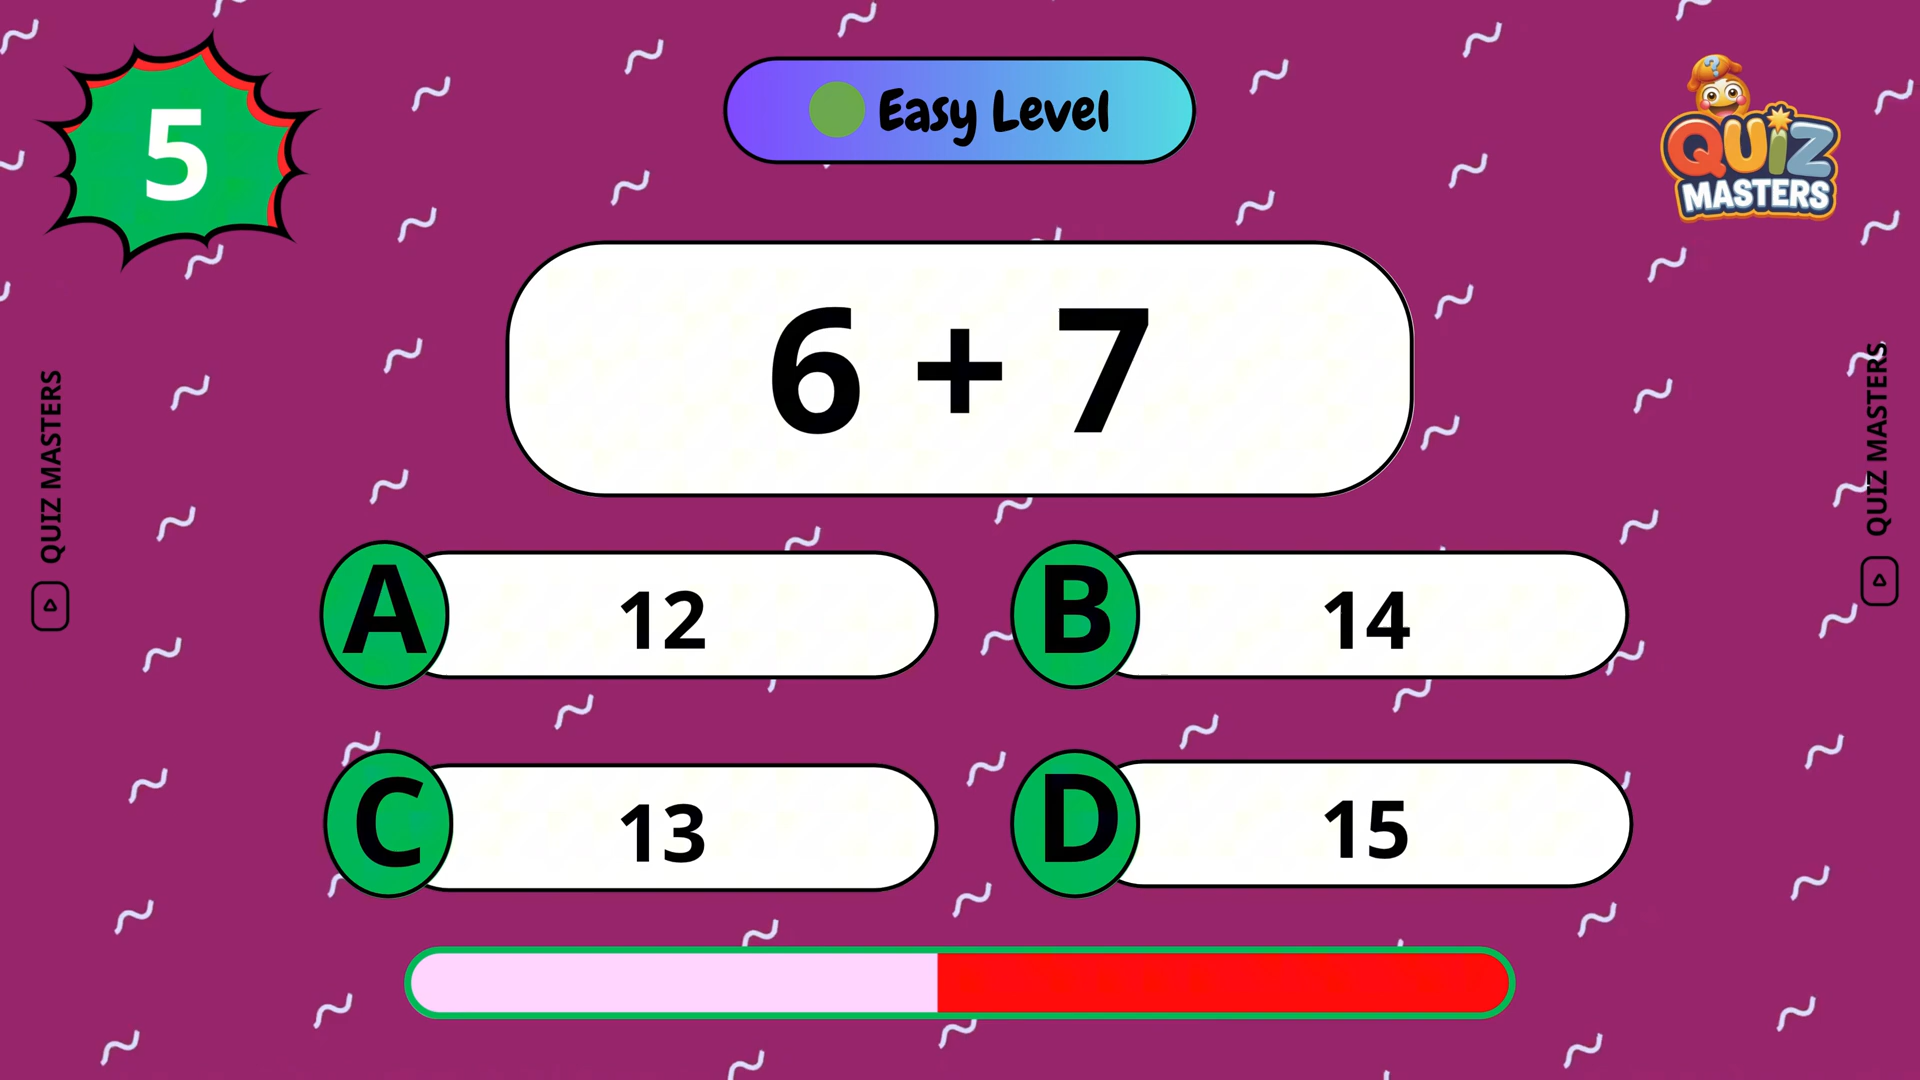 5
Easy Level
?
QUIZ
MASTERS
6 + 7
QUIZ MASTERS
QUIZ MASTERS
A 12
B 14
C 13
D 15